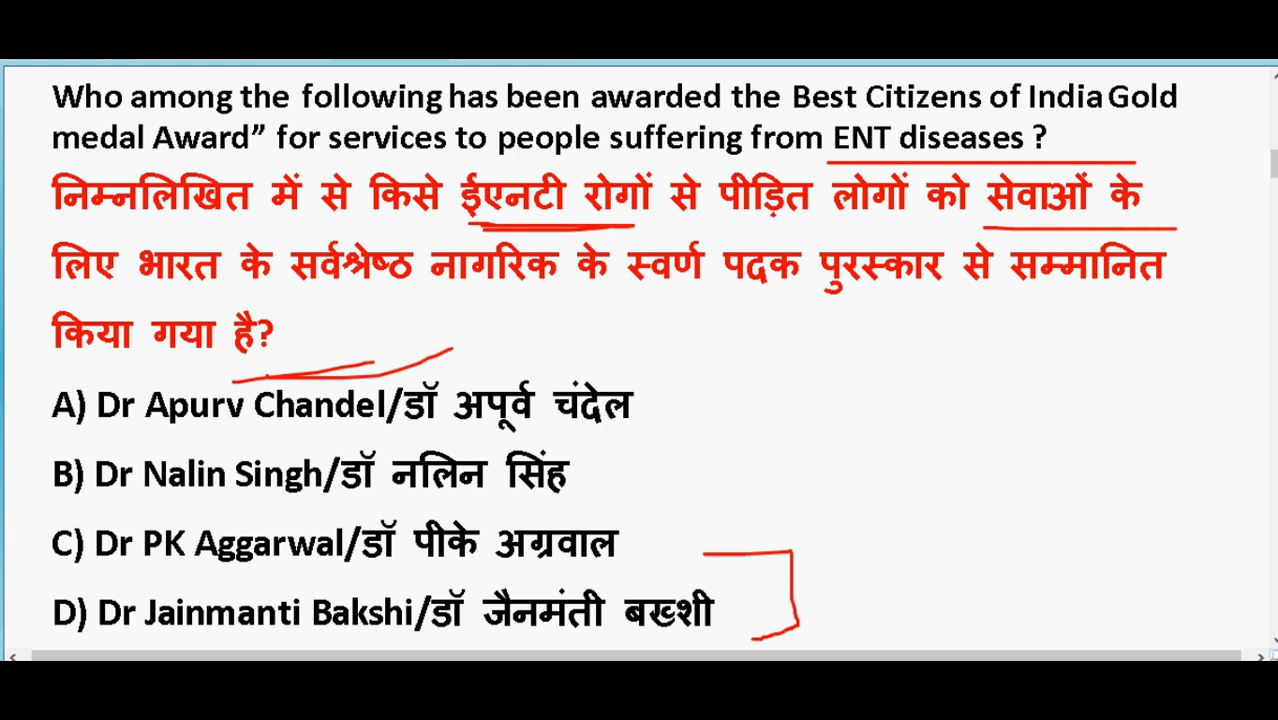 Who among the following has been awarded the Best Citizens of India Gold
medal Award” for services to people suffering from ENT diseases ?
निम्नलिखित में से किसे ईएनटी रोगों से पीड़ित लोगों को सेवाओं के
लिए भारत के सर्वश्रेष्ठ नागरिक के स्वर्ण पदक पुरस्कार से सम्मानित
किया गया है?
A) Dr Apurv Chandel/डॉ अपूर्व चंदेल
B) Dr Nalin Singh/डॉ नलिन सिंह
C) Dr PK Aggarwal/डॉ पीके अग्रवाल
D) Dr Jainmanti Bakshi/डॉ जैनमंती बख्शी